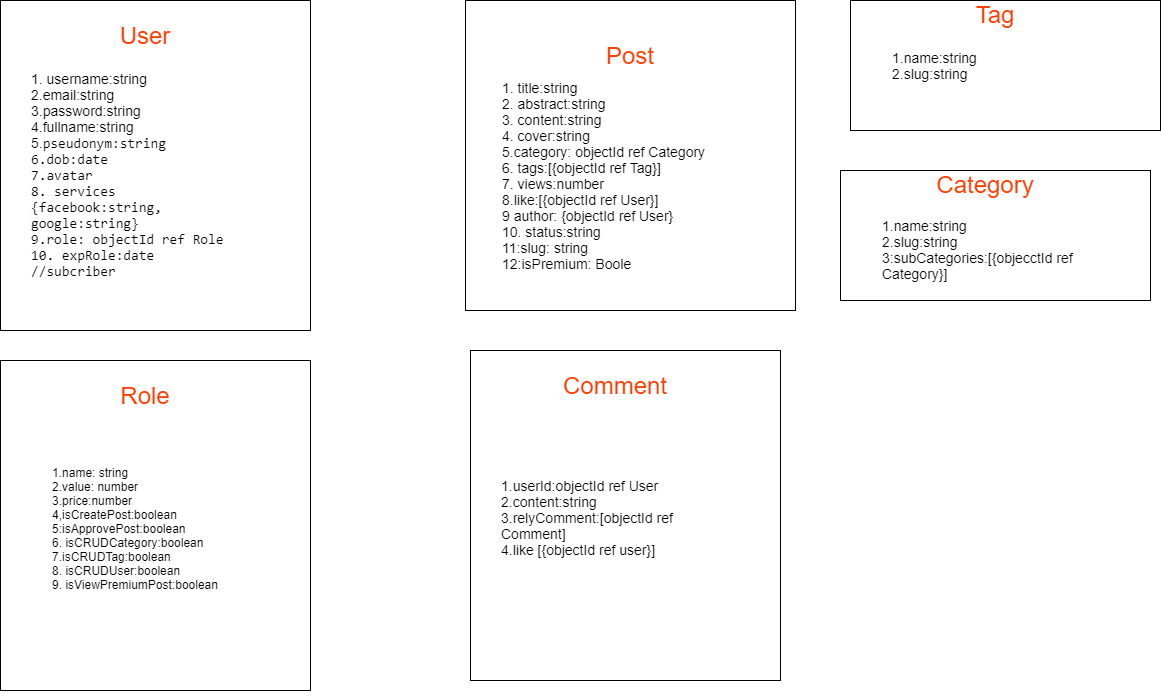 User
1. username:string
2.email:string
3.password:string
4.fullname:string
5.pseudonym:string
6.dob:date
7.avatar
8. services
{facebook:string,
google:string}
9.role: objectId ref Role
10. expRole:date
//subcriber
Post
1. title:string
2. abstract:string
3. content:string
4. cover:string
5.category: objectId ref Category
6. tags:[{objectId ref Tag}]
7. views:number
8.like:[{objectId ref User}]
9 author: {objectId ref User}
10. status:string
11:slug: string
12:isPremium: Boole
Tag
1.name:string
2.slug:string
Category
1.name:string
2.slug:string
3:subCategories:[{objecctId ref
Category}]
Role
1.name: string
2.value: number
3.price:number
4,isCreatePost:boolean
5:isApprovePost:boolean
6. isCRUDCategory:boolean
7.isCRUDTag:boolean
8. isCRUDUser:boolean
9. isViewPremiumPost:boolean
Comment
1.userId:objectId ref User
2.content:string
3.relyComment:[objectId ref
Comment]
4.like [{objectId ref user}]